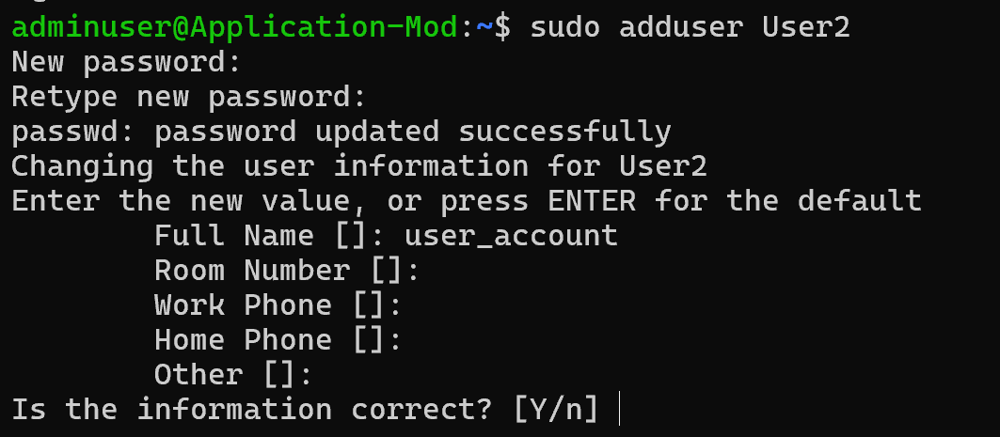 adminuser@Application-Mod:~$ sudo adduser User2
New password:
Retype new password:
passwd: password updated successfully
Changing the user information for User2
Enter the new value, or press ENTER for the default
        Full Name []: user_account
        Room Number []:
        Work Phone []:
        Home Phone []:
        Other []:
Is the information correct? [Y/n]